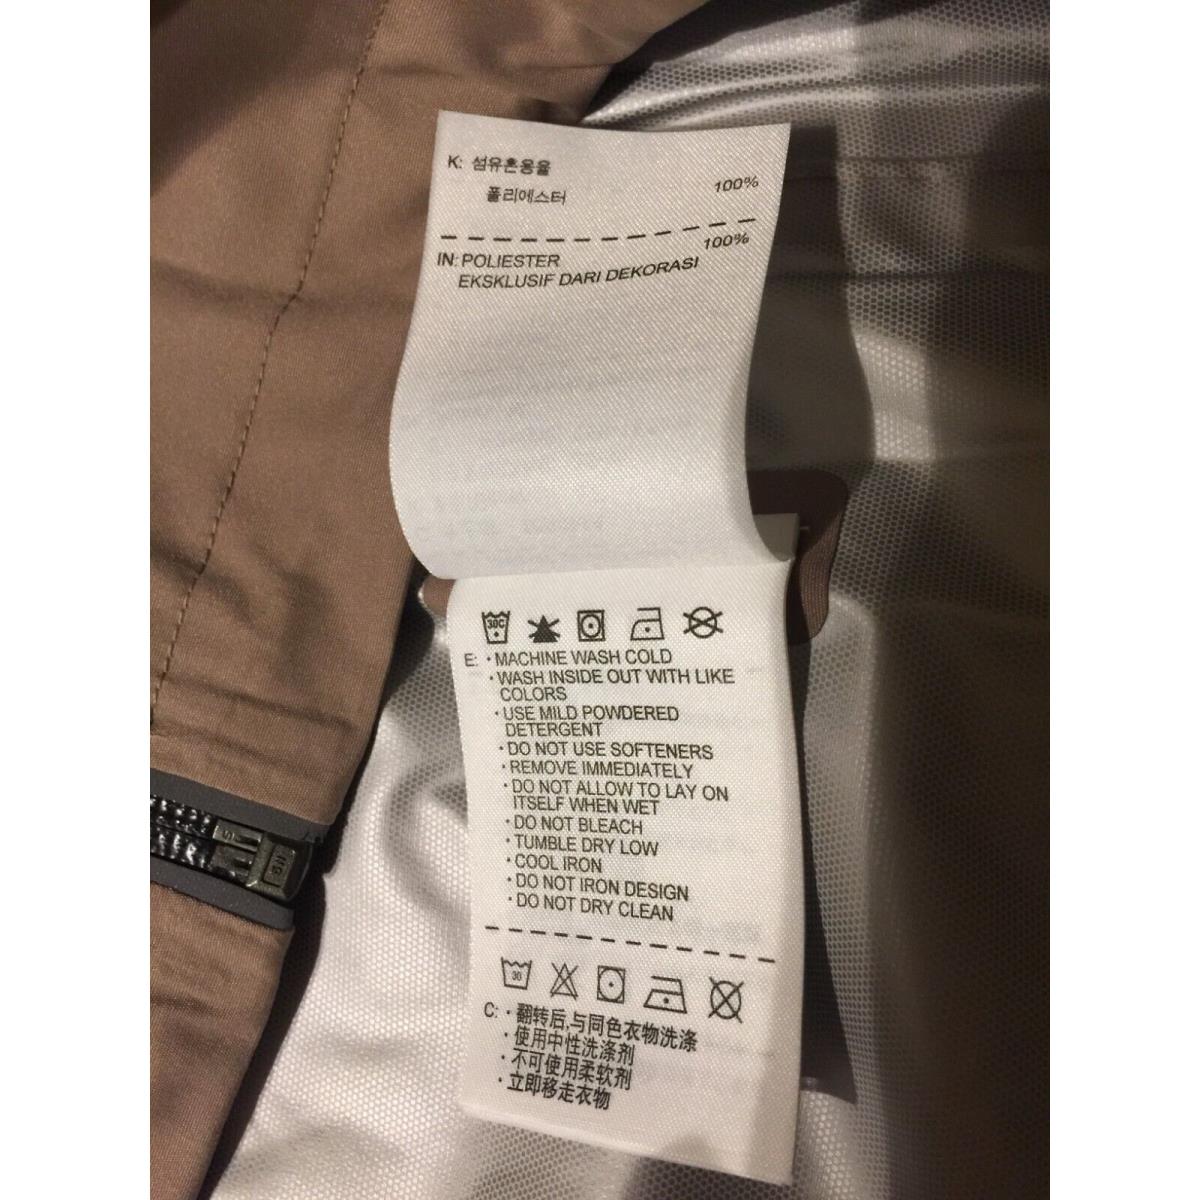 K: 섬유혼용율
폴리에스터 100%
IN: POLIESTER 100%
EKSKLUSIF DARI DEKORASI
30C
E: · MACHINE WASH COLD
· WASH INSIDE OUT WITH LIKE
COLORS
· USE MILD POWDERED
DETERGENT
· DO NOT USE SOFTENERS
· REMOVE IMMEDIATELY
· DO NOT ALLOW TO LAY ON
ITSELF WHEN WET
· DO NOT BLEACH
· TUMBLE DRY LOW
· COOL IRON
· DO NOT IRON DESIGN
· DO NOT DRY CLEAN
30
C: · 翻转后,与同色衣物洗涤
· 使用中性洗涤剂
· 不可使用柔软剂
· 立即移走衣物